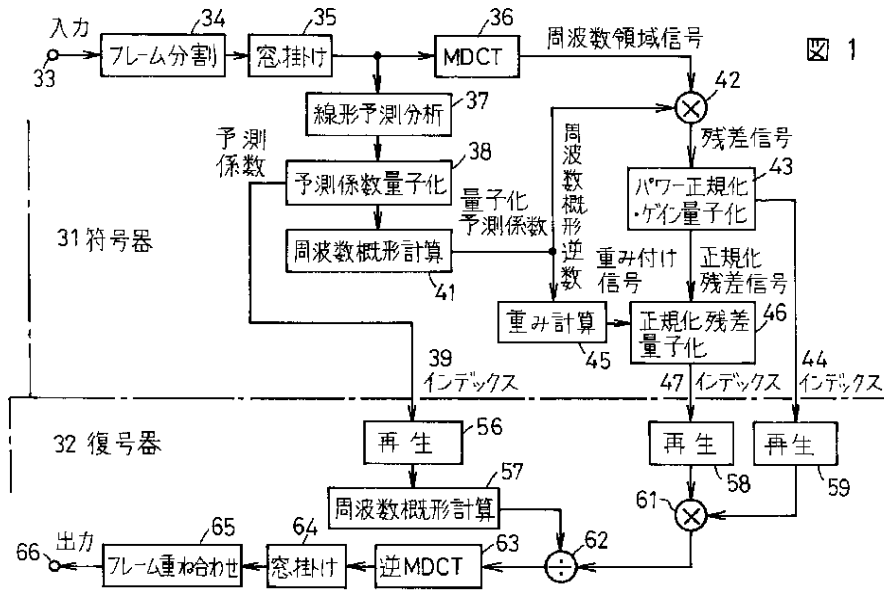 図 1
入力
33
34
フレーム分割
35
窓掛け
36
MDCT
周波数領域信号
42
37
線形予測分析
残差信号
予測
係数
38
予測係数量子化
量子化
予測係数
周波数概形逆数
43
パワー正規化
・ゲイン量子化
31 符号器
周波数概形計算
41
重み付け
信号
正規化
残差信号
重み計算
45
正規化残差
量子化
46
39
インデックス
47
インデックス
44
インデックス
32 復号器
再生
56
再生
58
再生
59
57
周波数概形計算
61
出力
66
65
フレーム重ね合わせ
64
窓掛け
63
逆MDCT
62